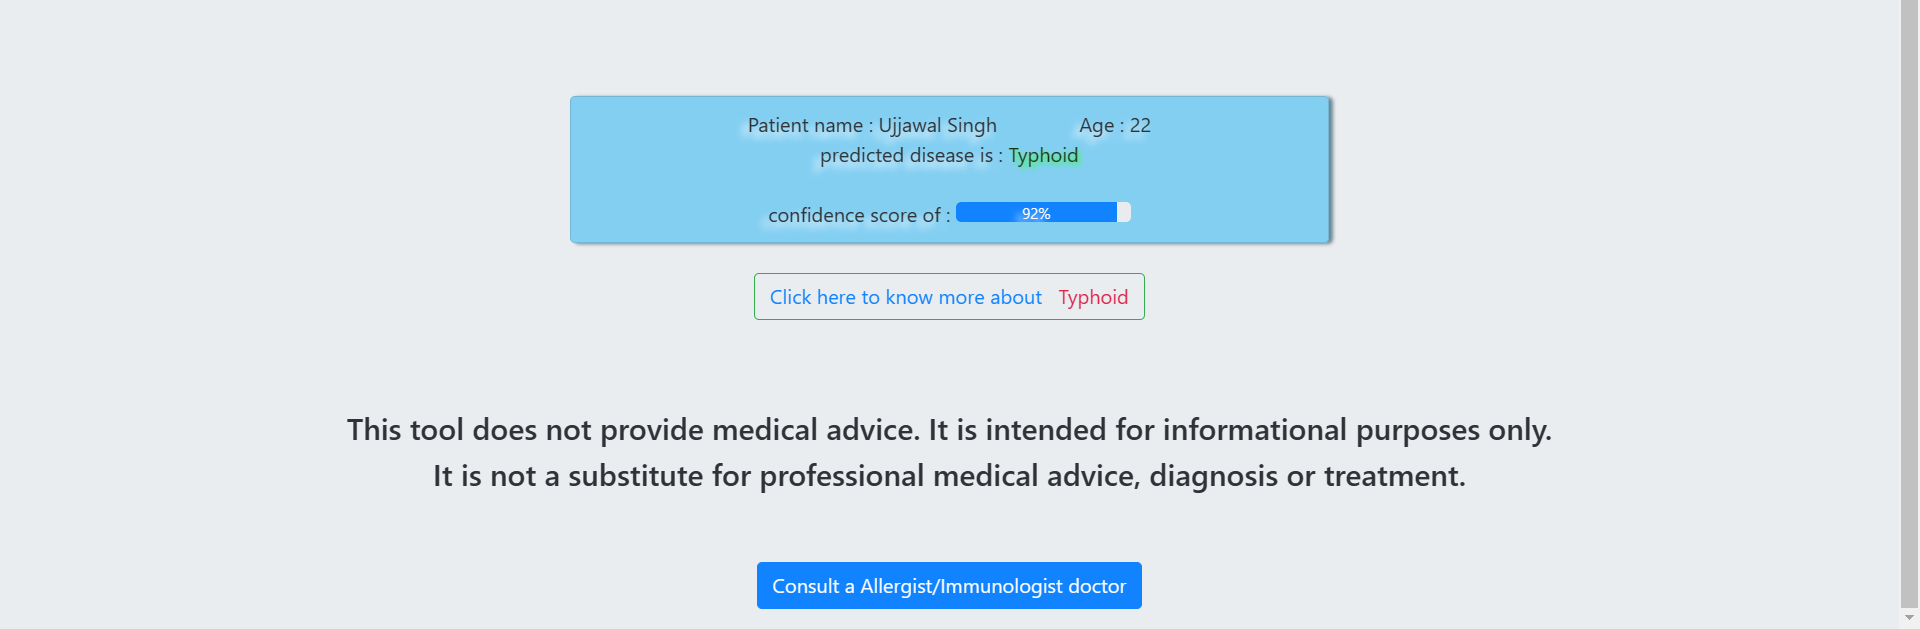 Patient name : Ujjawal Singh Age : 22
predicted disease is : Typhoid
confidence score of : 92%
Click here to know more about Typhoid
This tool does not provide medical advice. It is intended for informational purposes only.
It is not a substitute for professional medical advice, diagnosis or treatment.
Consult a Allergist/Immunologist doctor